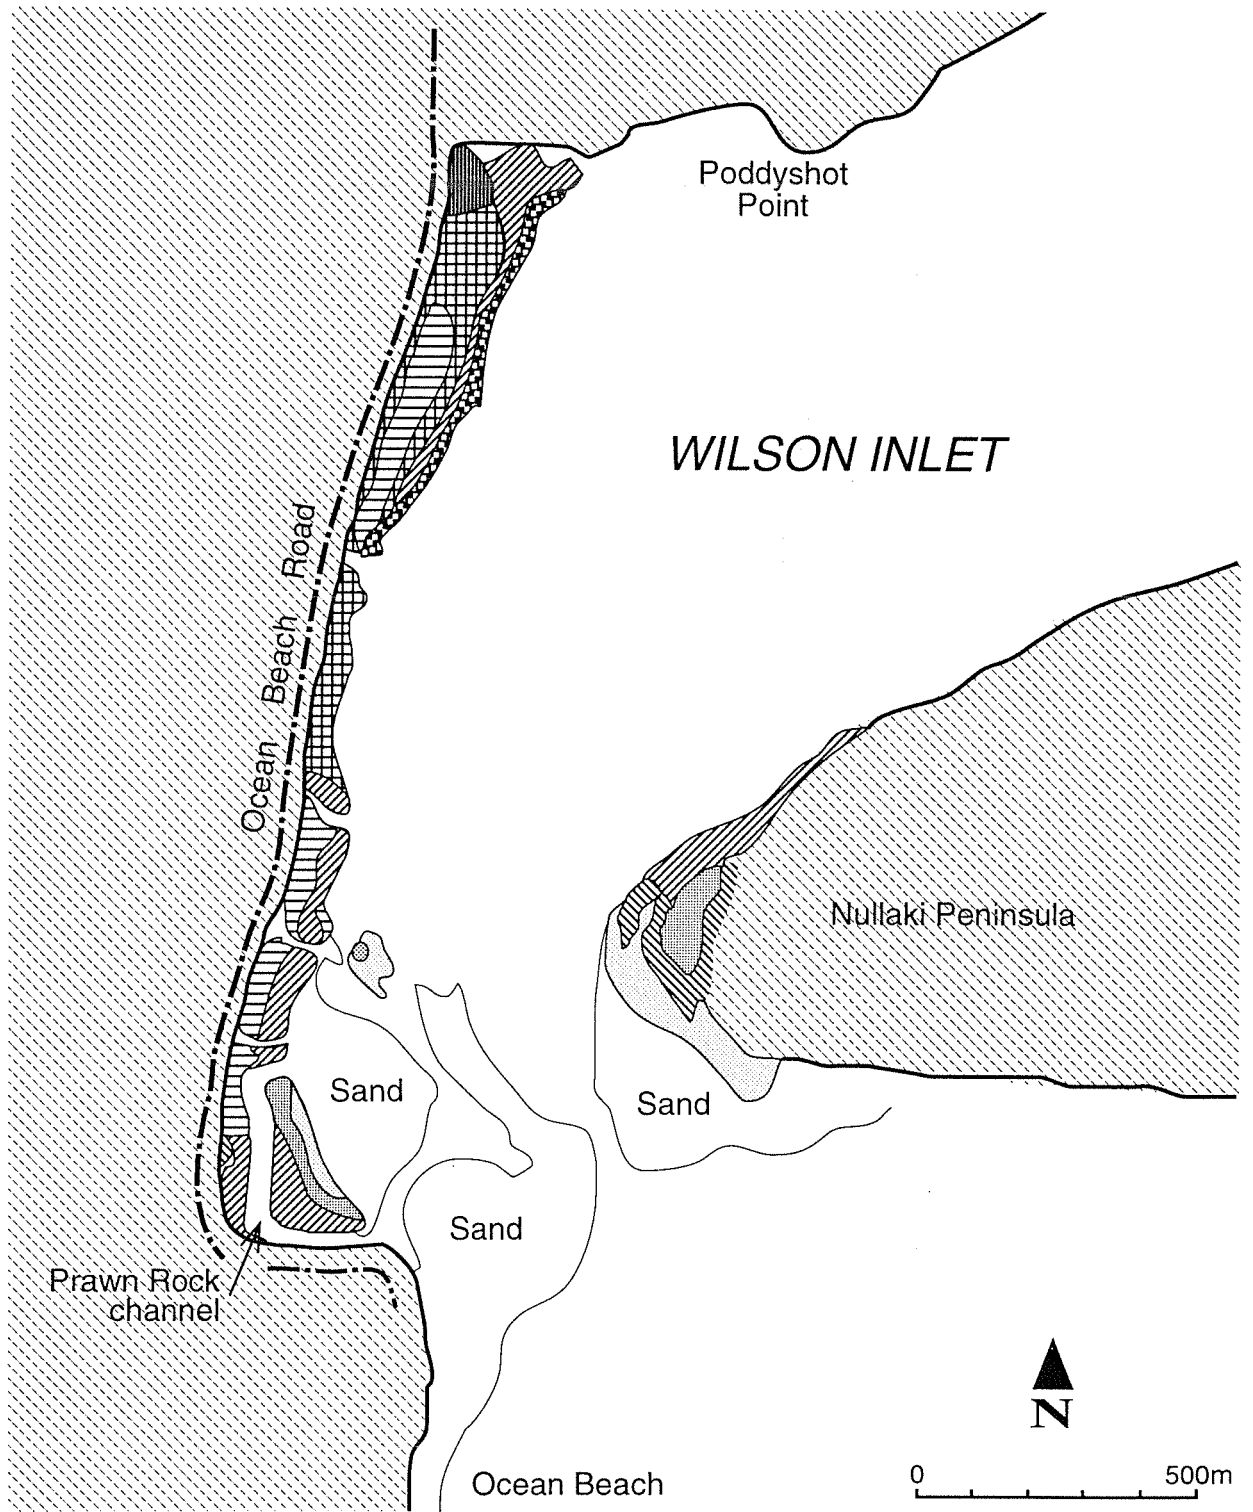 Poddyshot
Point
WILSON INLET
Ocean Beach Road
Nullaki Peninsula
Sand
Sand
Sand
Prawn Rock
channel
N
Ocean Beach
0 500m